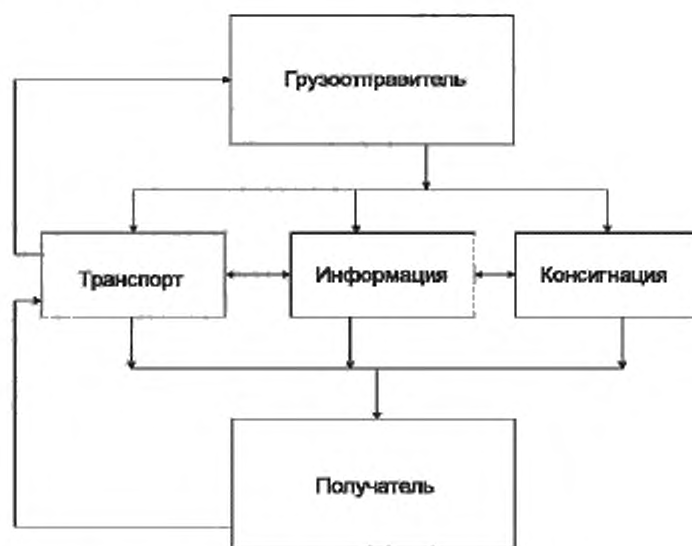 Грузоотправитель
Транспорт
Информация
Консигнация
Получатель